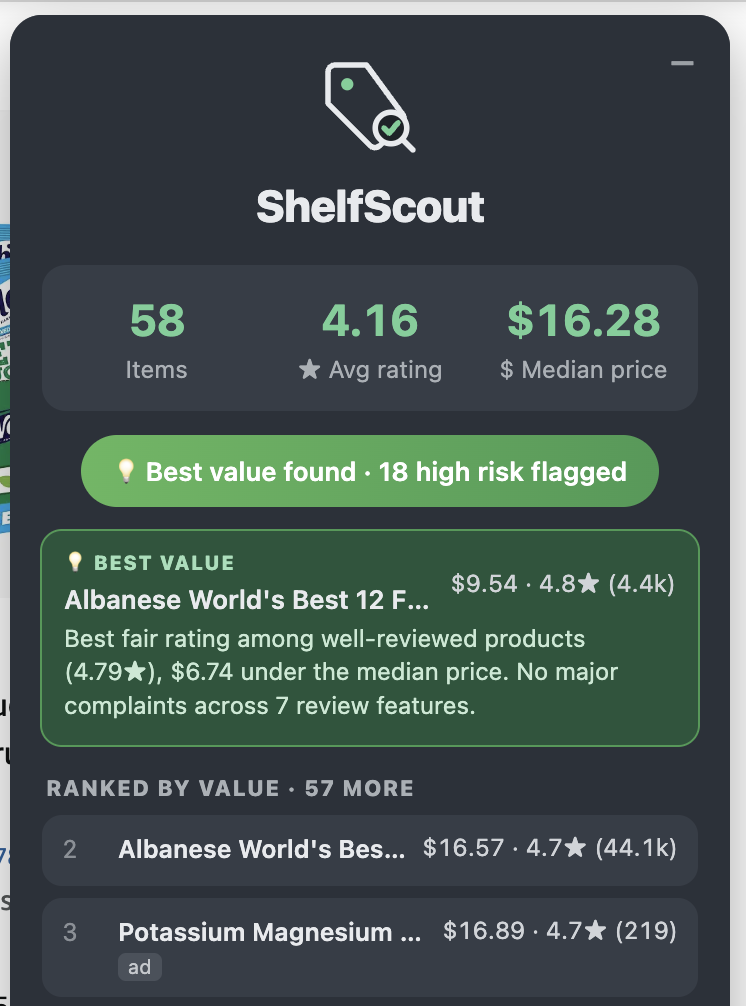 ShelfScout
58
Items
4.16
★ Avg rating
$16.28
$ Median price
💡 Best value found · 18 high risk flagged
💡 BEST VALUE
Albanese World's Best 12 F...
$9.54 · 4.8★ (4.4k)
Best fair rating among well-reviewed products
(4.79★), $6.74 under the median price. No major
complaints across 7 review features.
RANKED BY VALUE · 57 MORE
2
Albanese World's Bes...
$16.57 · 4.7★ (44.1k)
3
Potassium Magnesium ...
$16.89 · 4.7★ (219)
ad